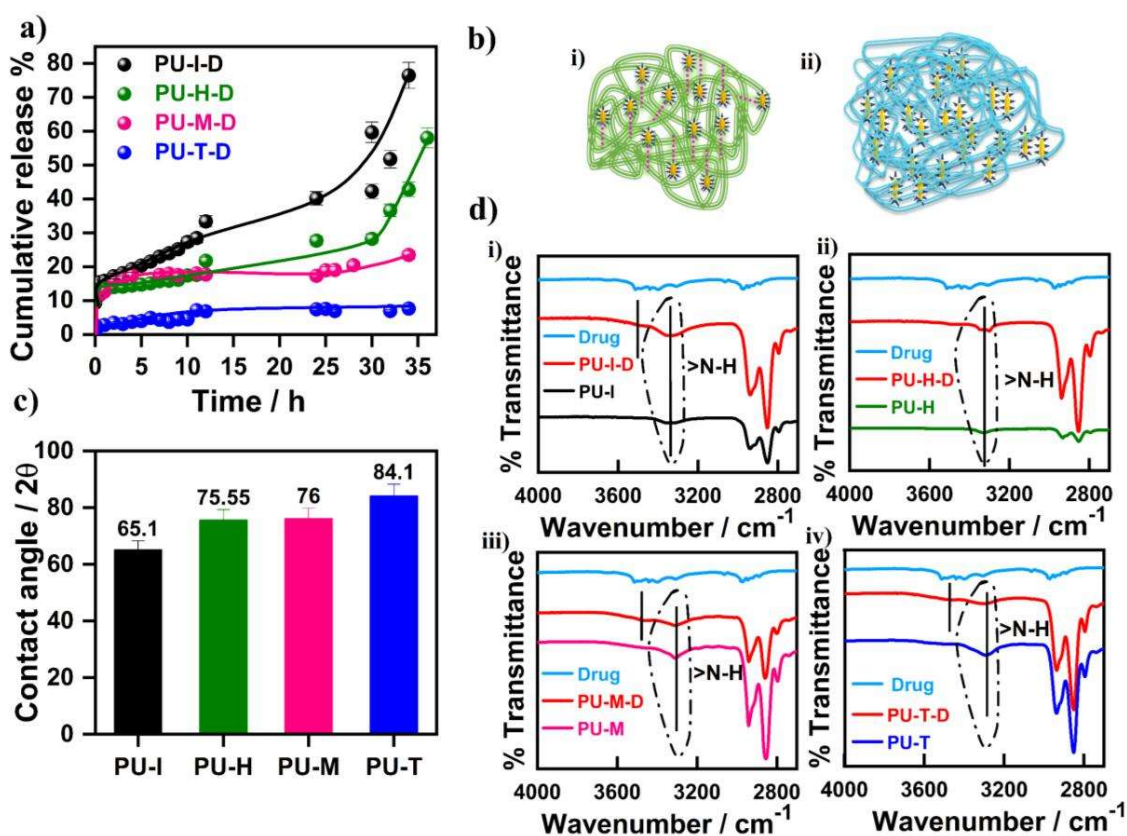 a)
PU-I-D
PU-H-D
PU-M-D
PU-T-D
80
70
60
50
40
30
20
10
0
Cumulative release %
0 5 10 15 20 25 30 35
Time / h
b)
i)
ii)
c)
100
80
60
40
20
0
Contact angle / 2θ
65.1
75.55
76
84.1
PU-I PU-H PU-M PU-T
d)
i)
% Transmittance
Drug
PU-I-D
PU-I
>N-H
4000 3600 3200 2800
Wavenumber / cm-1
ii)
% Transmittance
Drug
PU-H-D
PU-H
>N-H
4000 3600 3200 2800
Wavenumber / cm-1
iii)
% Transmittance
Drug
PU-M-D
PU-M
>N-H
4000 3600 3200 2800
Wavenumber / cm-1
iv)
% Transmittance
Drug
PU-T-D
PU-T
>N-H
4000 3600 3200 2800
Wavenumber / cm-1